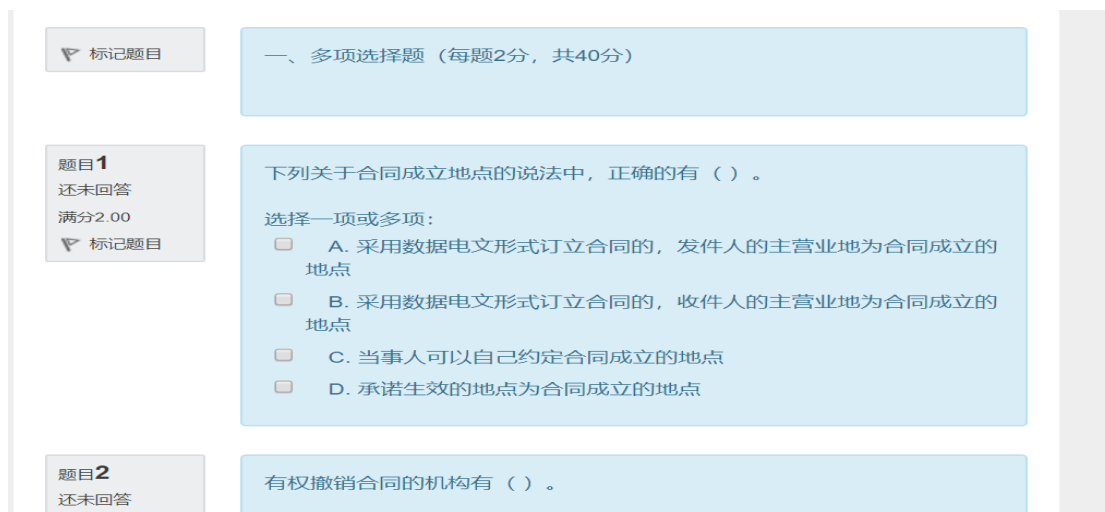 标记题目
一、多项选择题（每题2分，共40分）
题目1
还未回答
满分2.00
标记题目
下列关于合同成立地点的说法中，正确的有（ ）。
选择一项或多项：
A. 采用数据电文形式订立合同的，发件人的主营业地为合同成立的
地点
B. 采用数据电文形式订立合同的，收件人的主营业地为合同成立的
地点
C. 当事人可以自己约定合同成立的地点
D. 承诺生效的地点为合同成立的地点
题目2
还未回答
有权撤销合同的机构有（ ）。